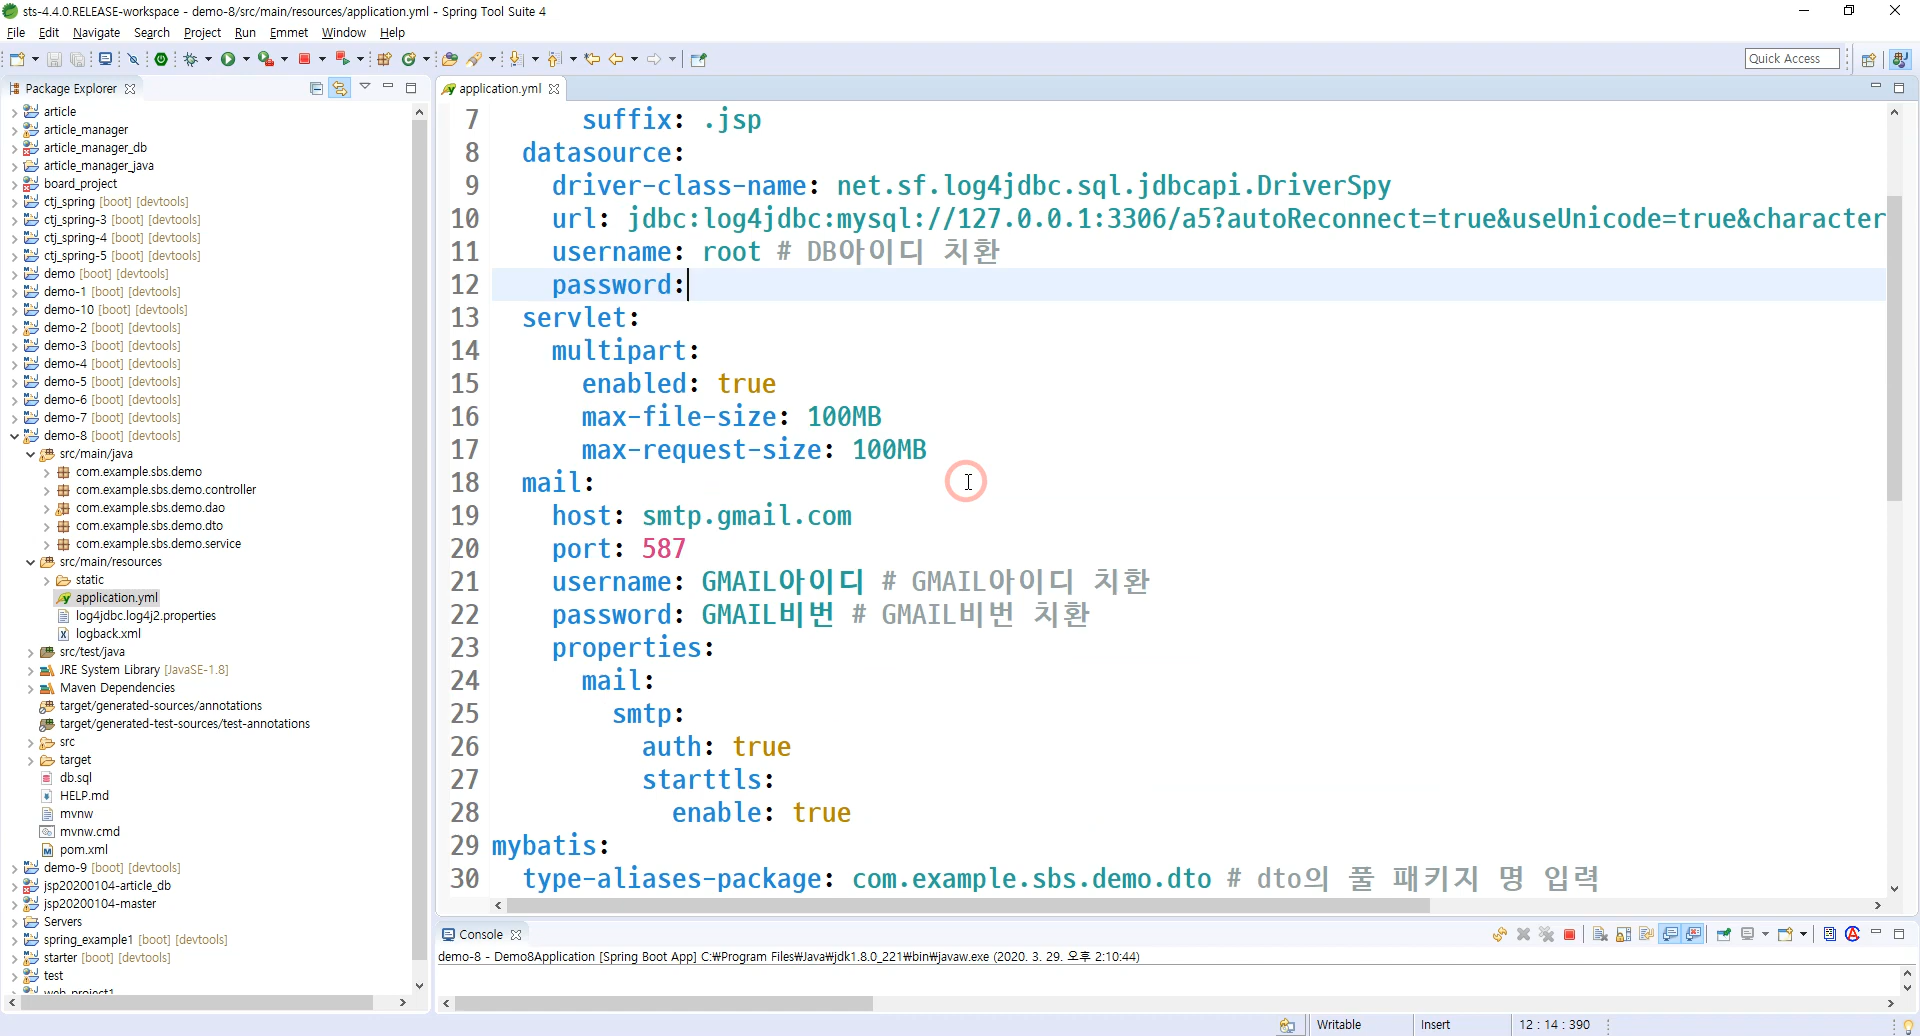 sts-4.4.0.RELEASE-workspace - demo-8/src/main/resources/application.yml - Spring Tool Suite 4
File Edit Navigate Search Project Run Emmet Window Help
Quick Access
Package Explorer
application.yml
article
article_manager
article_manager_db
article_manager_java
board_project
ctj_spring [boot] [devtools]
ctj_spring-3 [boot] [devtools]
ctj_spring-4 [boot] [devtools]
ctj_spring-5 [boot] [devtools]
demo [boot] [devtools]
demo-1 [boot] [devtools]
demo-10 [boot] [devtools]
demo-2 [boot] [devtools]
demo-3 [boot] [devtools]
demo-4 [boot] [devtools]
demo-5 [boot] [devtools]
demo-6 [boot] [devtools]
demo-7 [boot] [devtools]
demo-8 [boot] [devtools]
src/main/java
com.example.sbs.demo
com.example.sbs.demo.controller
com.example.sbs.demo.dao
com.example.sbs.demo.dto
com.example.sbs.demo.service
src/main/resources
static
application.yml
log4jdbc.log4j2.properties
logback.xml
src/test/java
JRE System Library [JavaSE-1.8]
Maven Dependencies
target/generated-sources/annotations
target/generated-test-sources/test-annotations
src
target
db.sql
HELP.md
mvnw
mvnw.cmd
pom.xml
demo-9 [boot] [devtools]
jsp20200104-article_db
jsp20200104-master
Servers
spring_example1 [boot] [devtools]
starter [boot] [devtools]
test
web_project1
7 suffix: .jsp
8 datasource:
9 driver-class-name: net.sf.log4jdbc.sql.jdbcapi.DriverSpy
10 url: jdbc:log4jdbc:mysql://127.0.0.1:3306/a5?autoReconnect=true&useUnicode=true&character
11 username: root # DB아이디 치환
12 password:
13 servlet:
14 multipart:
15 enabled: true
16 max-file-size: 100MB
17 max-request-size: 100MB
18 mail:
19 host: smtp.gmail.com
20 port: 587
21 username: GMAIL아이디 # GMAIL아이디 치환
22 password: GMAIL비번 # GMAIL비번 치환
23 properties:
24 mail:
25 smtp:
26 auth: true
27 starttls:
28 enable: true
29 mybatis:
30 type-aliases-package: com.example.sbs.demo.dto # dto의 풀 패키지 명 입력
Console
demo-8 - Demo8Application [Spring Boot App] C:₩Program Files₩Java₩jdk1.8.0_221₩bin₩javaw.exe (2020. 3. 29. 오후 2:10:44)
Writable Insert 12 : 14 : 390